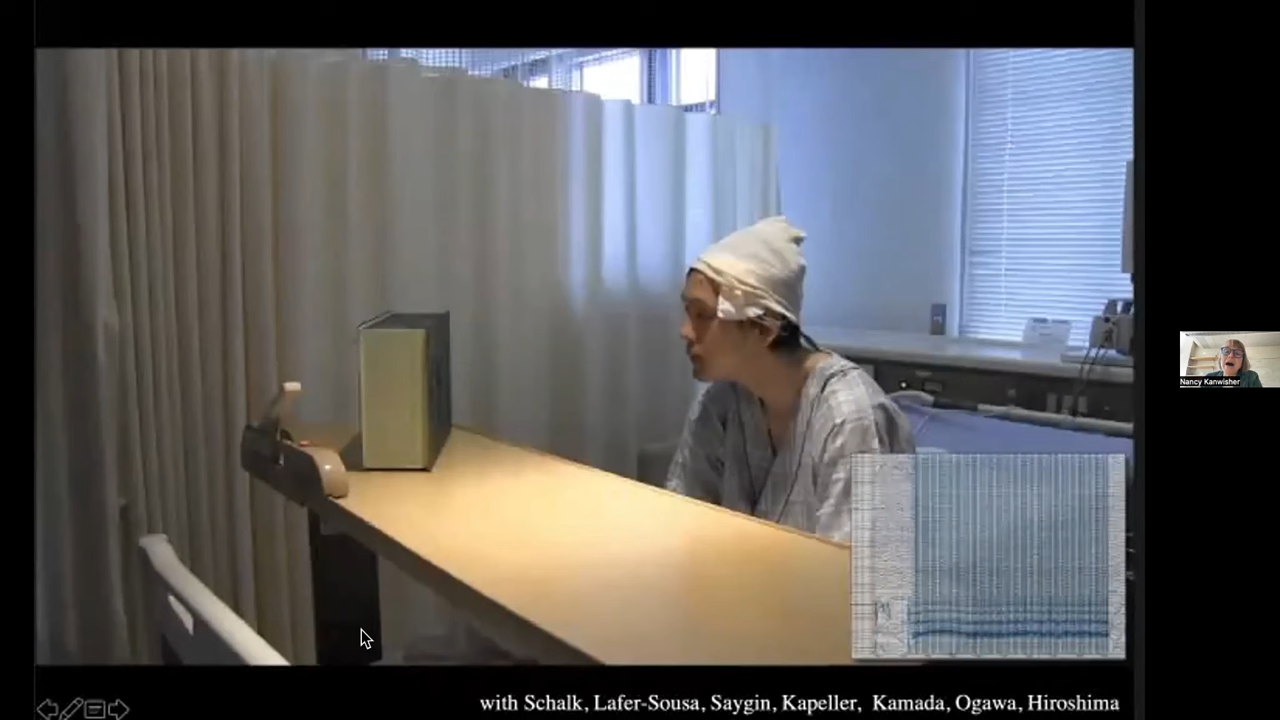 Nancy Kanwisher
with Schalk, Lafer-Sousa, Saygin, Kapeller, Kamada, Ogawa, Hiroshima